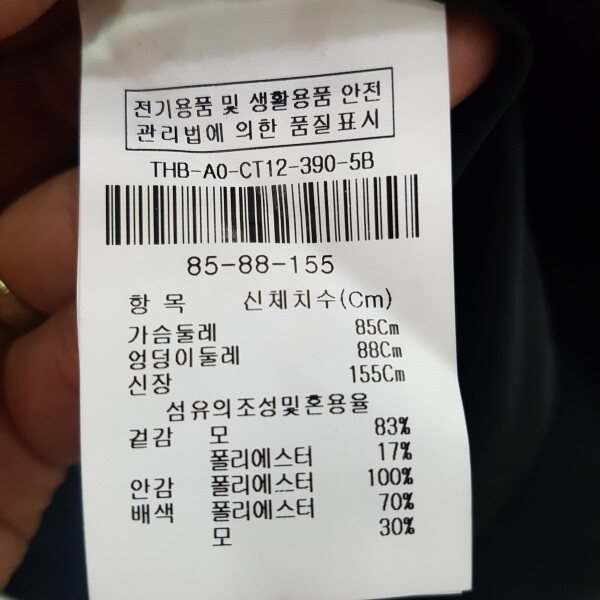 전기용품 및 생활용품 안전
관리법에 의한 품질표시
THB-A0-CT12-390-5B
85-88-155
항 목 신체치수(Cm)
가슴둘레 85Cm
엉덩이둘레 88Cm
신장 155Cm
섬유의조성및혼용율
겉감 모 83%
폴리에스터 17%
안감 폴리에스터 100%
배색 폴리에스터 70%
모 30%